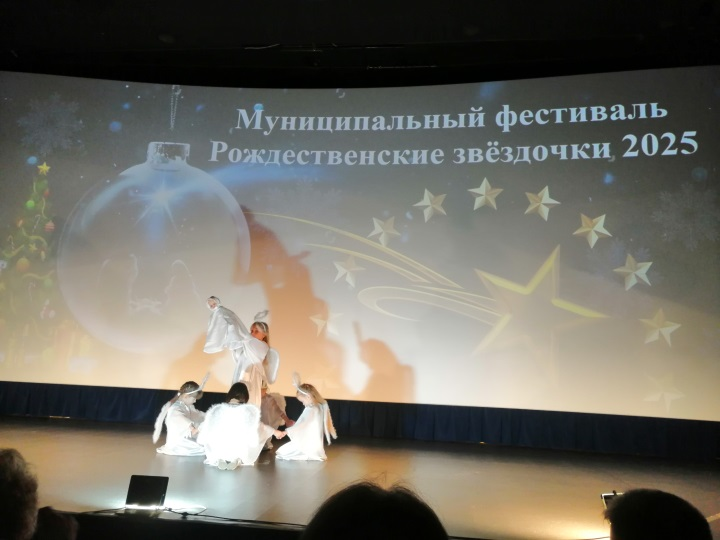 Муниципальный фестиваль
Рождественские звёздочки 2025